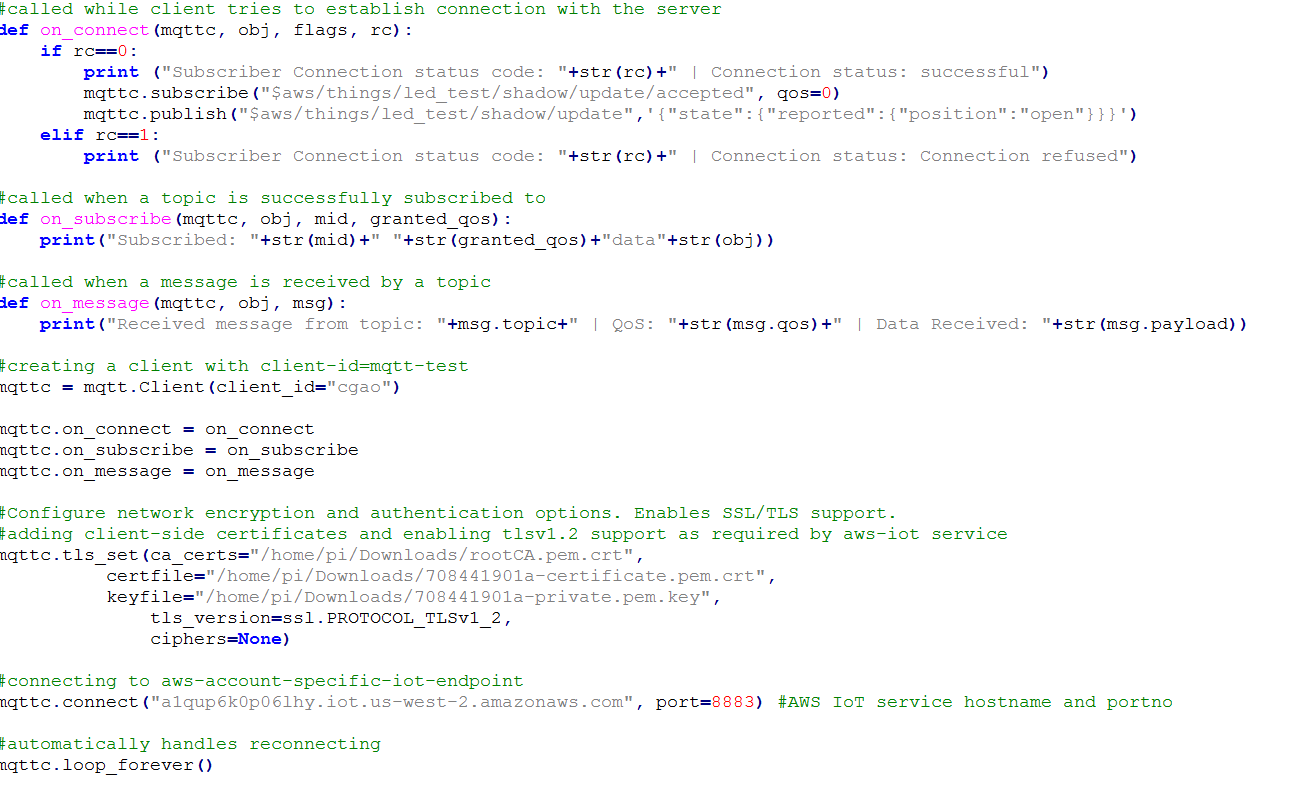 #called while client tries to establish connection with the server
def on_connect(mqttc, obj, flags, rc):
    if rc==0:
        print ("Subscriber Connection status code: "+str(rc)+" | Connection status: successful")
        mqttc.subscribe("$aws/things/led_test/shadow/update/accepted", qos=0)
        mqttc.publish("$aws/things/led_test/shadow/update",'{"state":{"reported":{"position":"open"}}}')
    elif rc==1:
        print ("Subscriber Connection status code: "+str(rc)+" | Connection status: Connection refused")
#called when a topic is successfully subscribed to
def on_subscribe(mqttc, obj, mid, granted_qos):
    print("Subscribed: "+str(mid)+" "+str(granted_qos)+"data"+str(obj))
#called when a message is received by a topic
def on_message(mqttc, obj, msg):
    print("Received message from topic: "+msg.topic+" | QoS: "+str(msg.qos)+" | Data Received: "+str(msg.payload))
#creating a client with client-id=mqtt-test
mqttc = mqtt.Client(client_id="cgao")
mqttc.on_connect = on_connect
mqttc.on_subscribe = on_subscribe
mqttc.on_message = on_message
#Configure network encryption and authentication options. Enables SSL/TLS support.
#adding client-side certificates and enabling tlsv1.2 support as required by aws-iot service
mqttc.tls_set(ca_certs="/home/pi/Downloads/rootCA.pem.crt",
          certfile="/home/pi/Downloads/708441901a-certificate.pem.crt",
          keyfile="/home/pi/Downloads/708441901a-private.pem.key",
              tls_version=ssl.PROTOCOL_TLSv1_2,
              ciphers=None)
#connecting to aws-account-specific-iot-endpoint
mqttc.connect("a1qup6k0p06lhy.iot.us-west-2.amazonaws.com", port=8883) #AWS IoT service hostname and portno
#automatically handles reconnecting
mqttc.loop_forever()